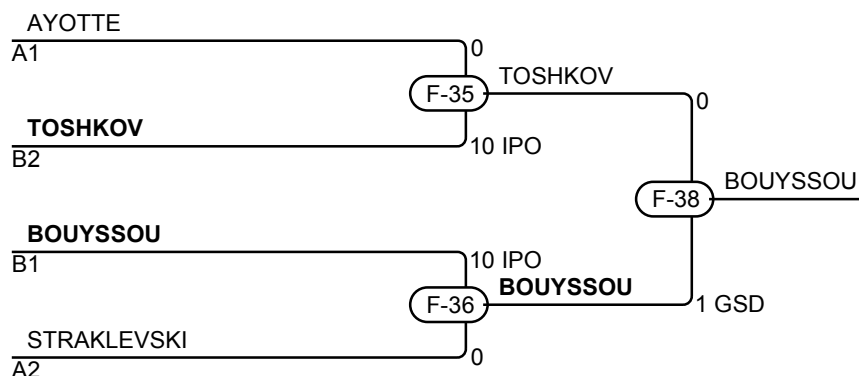 AYOTTE
A1
0
F-35
TOSHKOV
0
TOSHKOV
B2
10 IPO
F-38
BOUYSSOU
BOUYSSOU
B1
10 IPO
F-36
BOUYSSOU
1 GSD
STRAKLEVSKI
A2
0